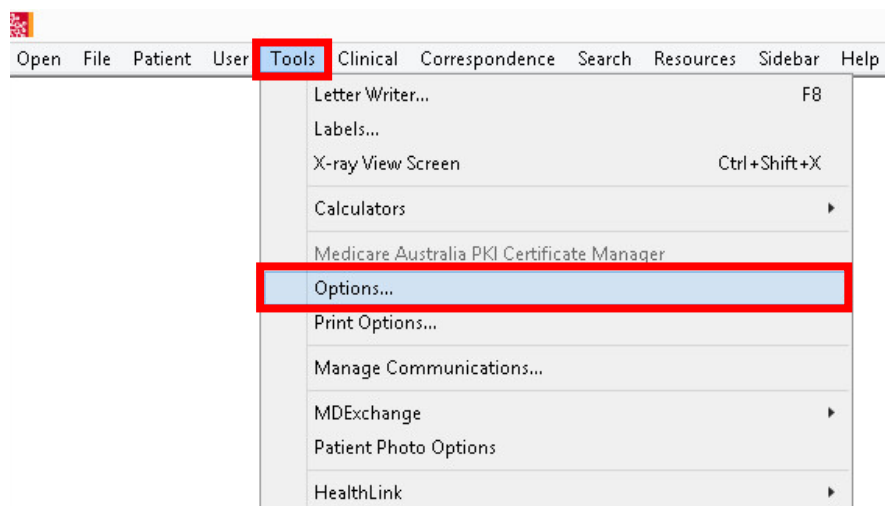 Open File Patient User Tools Clinical Correspondence Search Resources Sidebar Help
Letter Writer... F8
Labels...
X-ray View Screen Ctrl+Shift+X
Calculators
Medicare Australia PKI Certificate Manager
Options...
Print Options...
Manage Communications...
MDExchange
Patient Photo Options
HealthLink